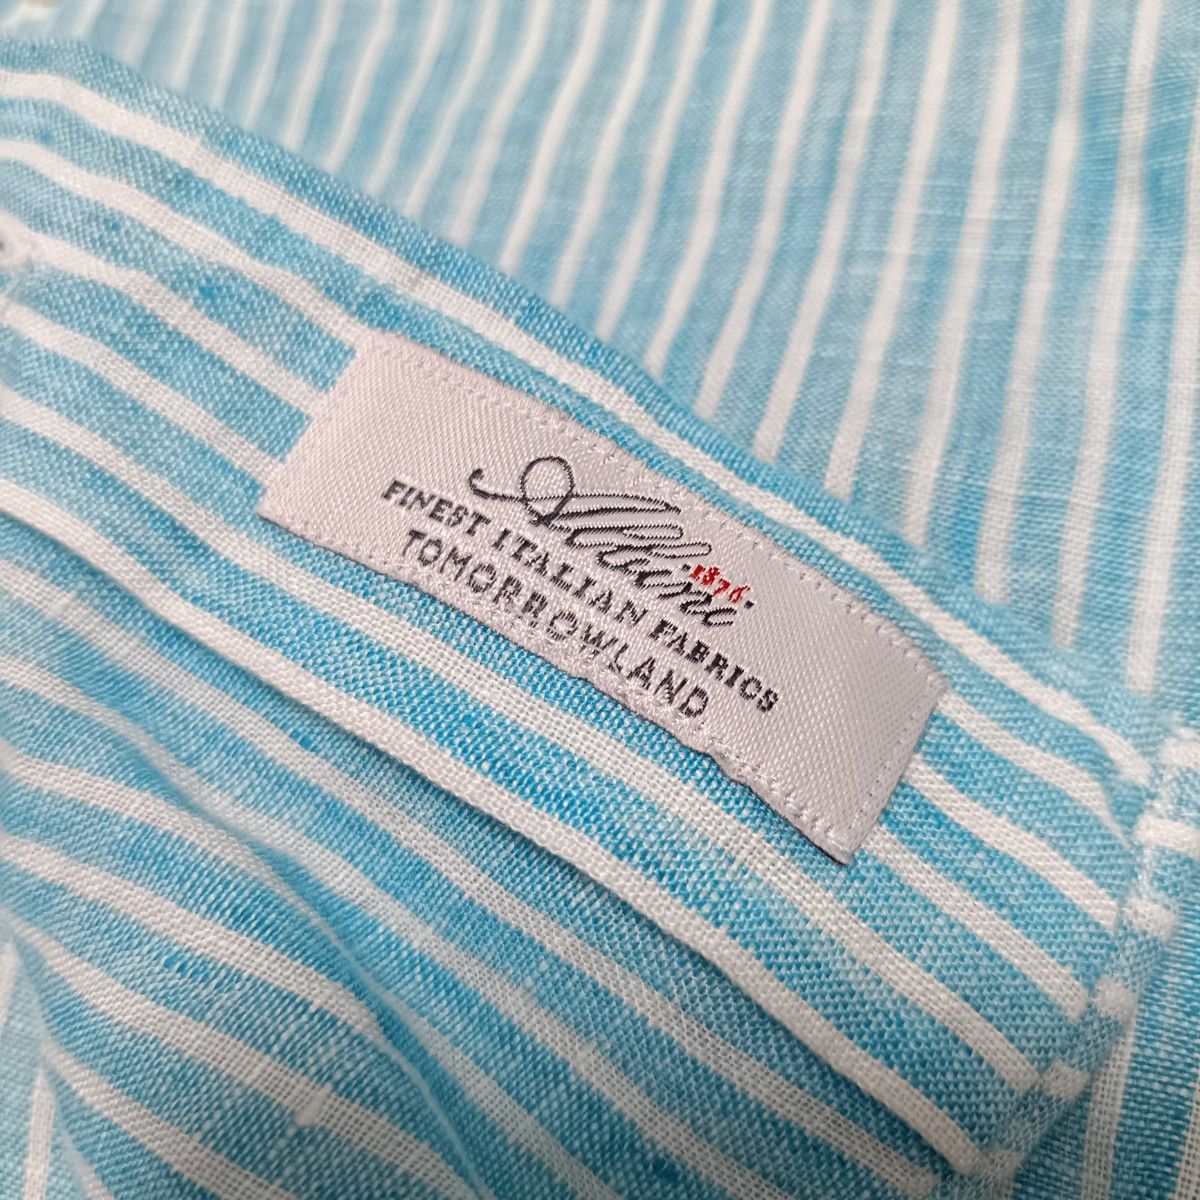 Albini
·1876·
FINEST ITALIAN FABRICS
TOMORROWLAND